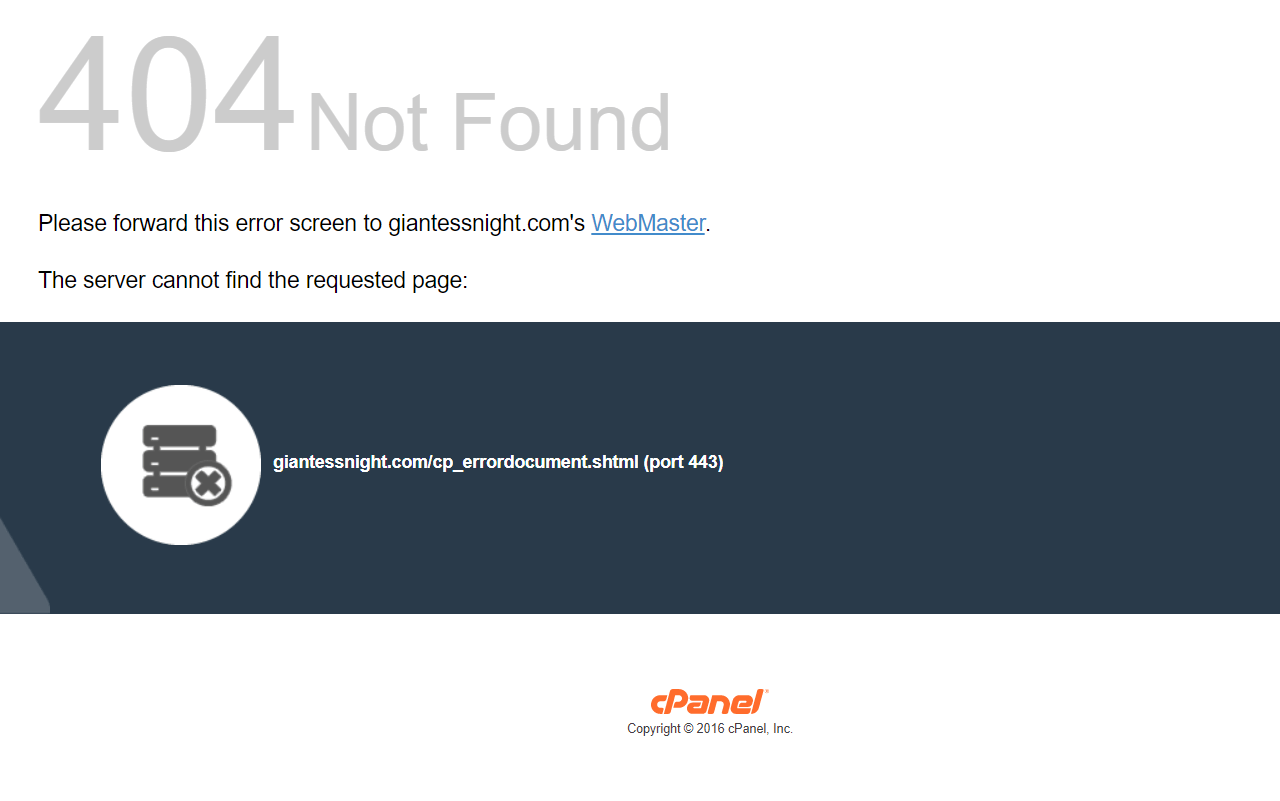 404 Not Found
Please forward this error screen to giantessnight.com's WebMaster.
The server cannot find the requested page:
giantessnight.com/cp_errordocument.shtml (port 443)
cPanel®
Copyright © 2016 cPanel, Inc.